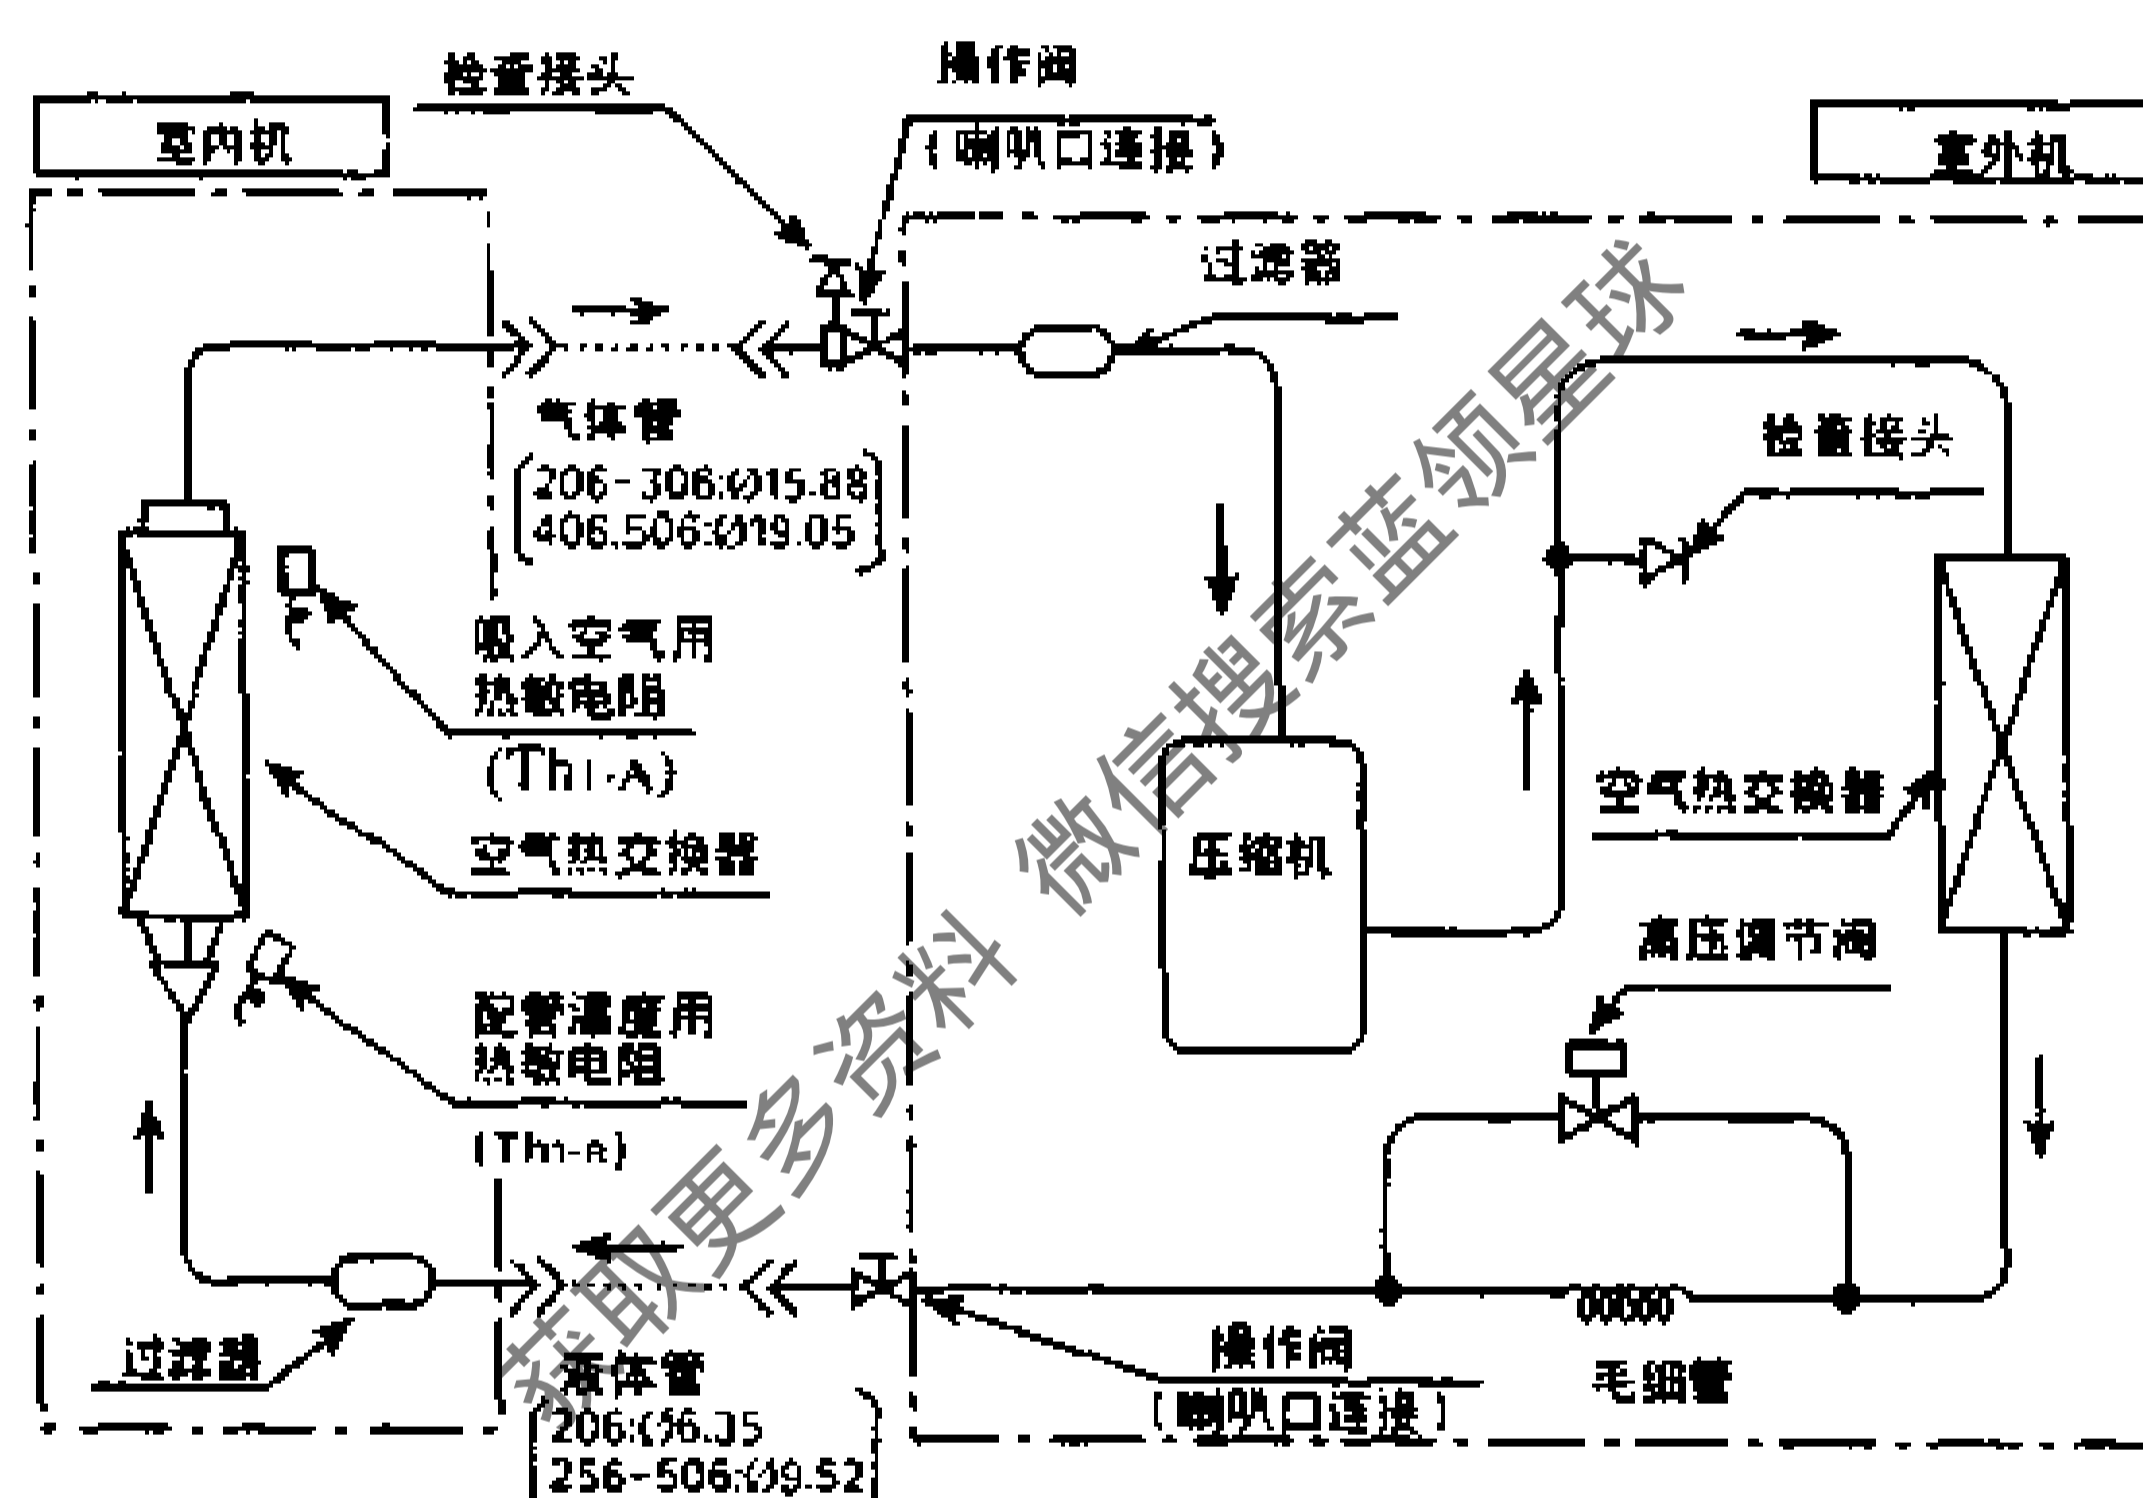 检查接头
操作阀
(喇叭口连接)
室内机
室外机
过滤器
气体管
206-306:Ø15.88
406.506:Ø19.05
检查接头
吸入空气用
热敏电阻
(Th1-A)
空气热交换器
空气热交换器
压缩机
高压调节阀
配管温度用
热敏电阻
过滤器
液体管
206:Ø6.35
256-506:Ø9.52
操作阀
(喇叭口连接)
毛细管
获取更多资料 微信搜索蓝领星球